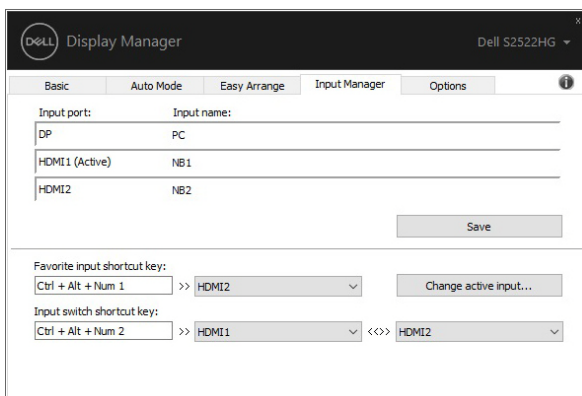 DELL Display Manager Dell S2522HG
Basic Auto Mode Easy Arrange Input Manager Options
Input port: Input name:
DP PC
HDMI1 (Active) NB1
HDMI2 NB2
Save
Favorite input shortcut key:
Ctrl + Alt + Num 1 >> HDMI2 Change active input...
Input switch shortcut key:
Ctrl + Alt + Num 2 >> HDMI1 <<>> HDMI2